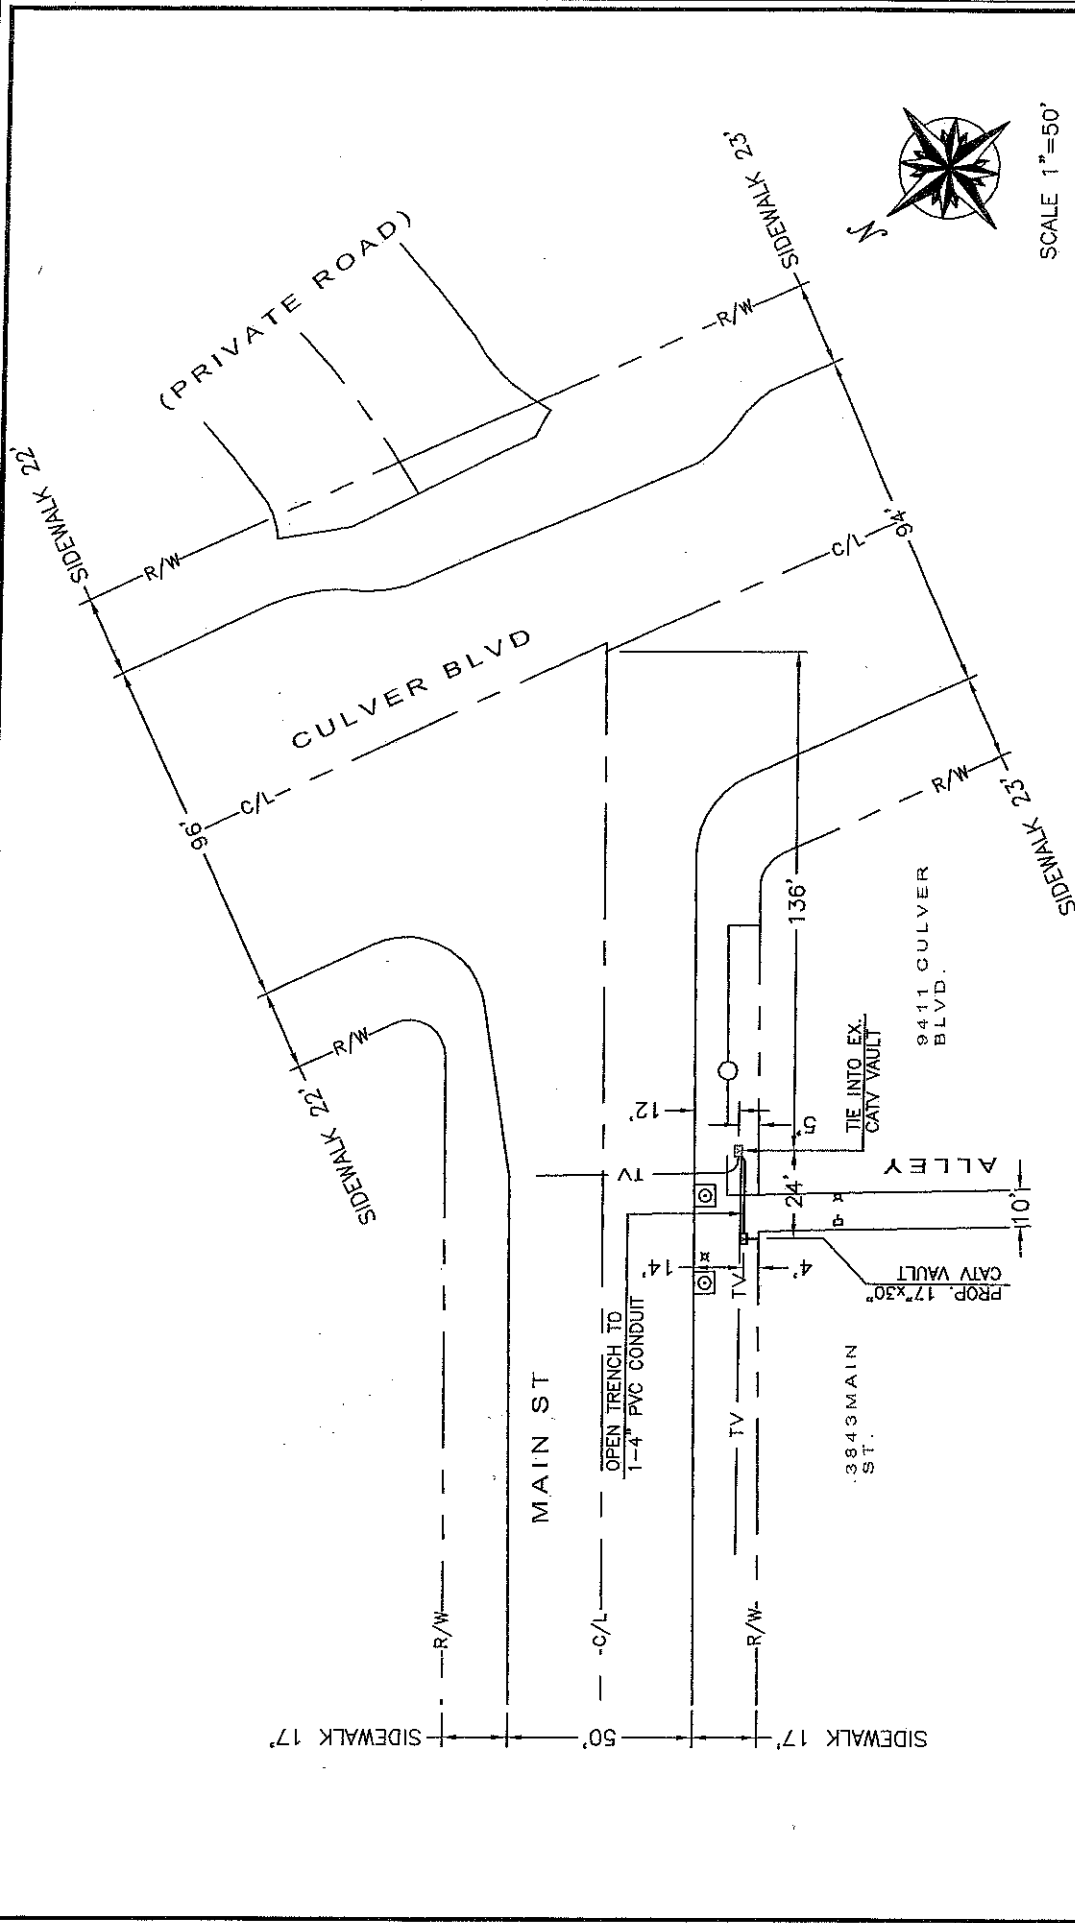 SIDEWALK 22'
SIDEWALK 23'
(PRIVATE ROAD)
N
SCALE 1"=50'
R/W
R/W
CULVER BLVD
C/L
C/L
96'
94'
R/W
R/W
SIDEWALK 22'
SIDEWALK 23'
136'
9411 CULVER
BLVD.
TIE INTO EX.
CATV VAULT
12'
5'
TV
ALLEY
24'
10'
14'
4'
TV
PROP. 17"x30"
CATV VAULT
OPEN TRENCH TO
1-4" PVC CONDUIT
MAIN ST
TV
3843 MAIN
ST.
R/W
C/L
R/W
SIDEWALK 17'
50'
SIDEWALK 17'